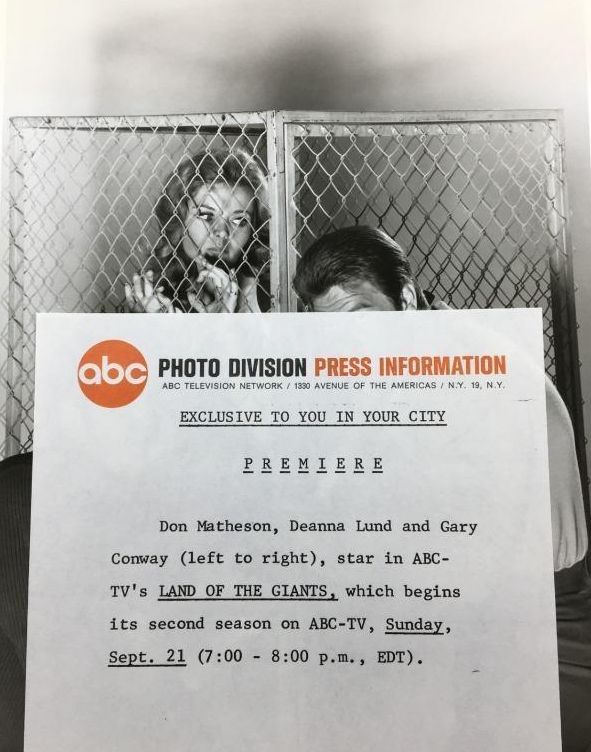 abc PHOTO DIVISION PRESS INFORMATION
ABC TELEVISION NETWORK / 1330 AVENUE OF THE AMERICAS / N.Y. 19, N.Y.
EXCLUSIVE TO YOU IN YOUR CITY
P R E M I E R E
Don Matheson, Deanna Lund and Gary
Conway (left to right), star in ABC-
TV's LAND OF THE GIANTS, which begins
its second season on ABC-TV, Sunday,
Sept. 21 (7:00 - 8:00 p.m., EDT).